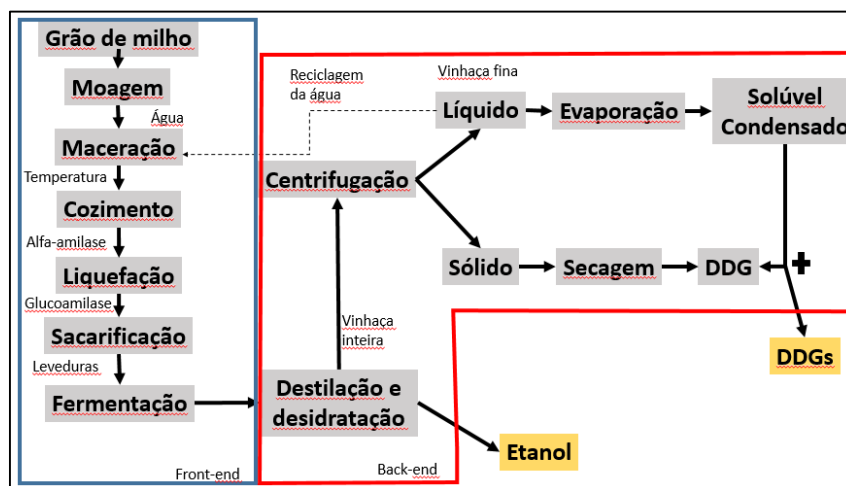 Grão de milho
Moagem
Água
Maceração
Temperatura
Cozimento
Alfa-amilase
Liquefação
Glucoamilase
Sacarificação
Leveduras
Fermentação
Front-end
Reciclagem
da água
Vinhaça fina
Líquido
Evaporação
Solúvel
Condensado
Centrifugação
Sólido
Secagem
DDG
+
Vinhaça
inteira
DDGs
Destilação e
desidratação
Etanol
Back-end